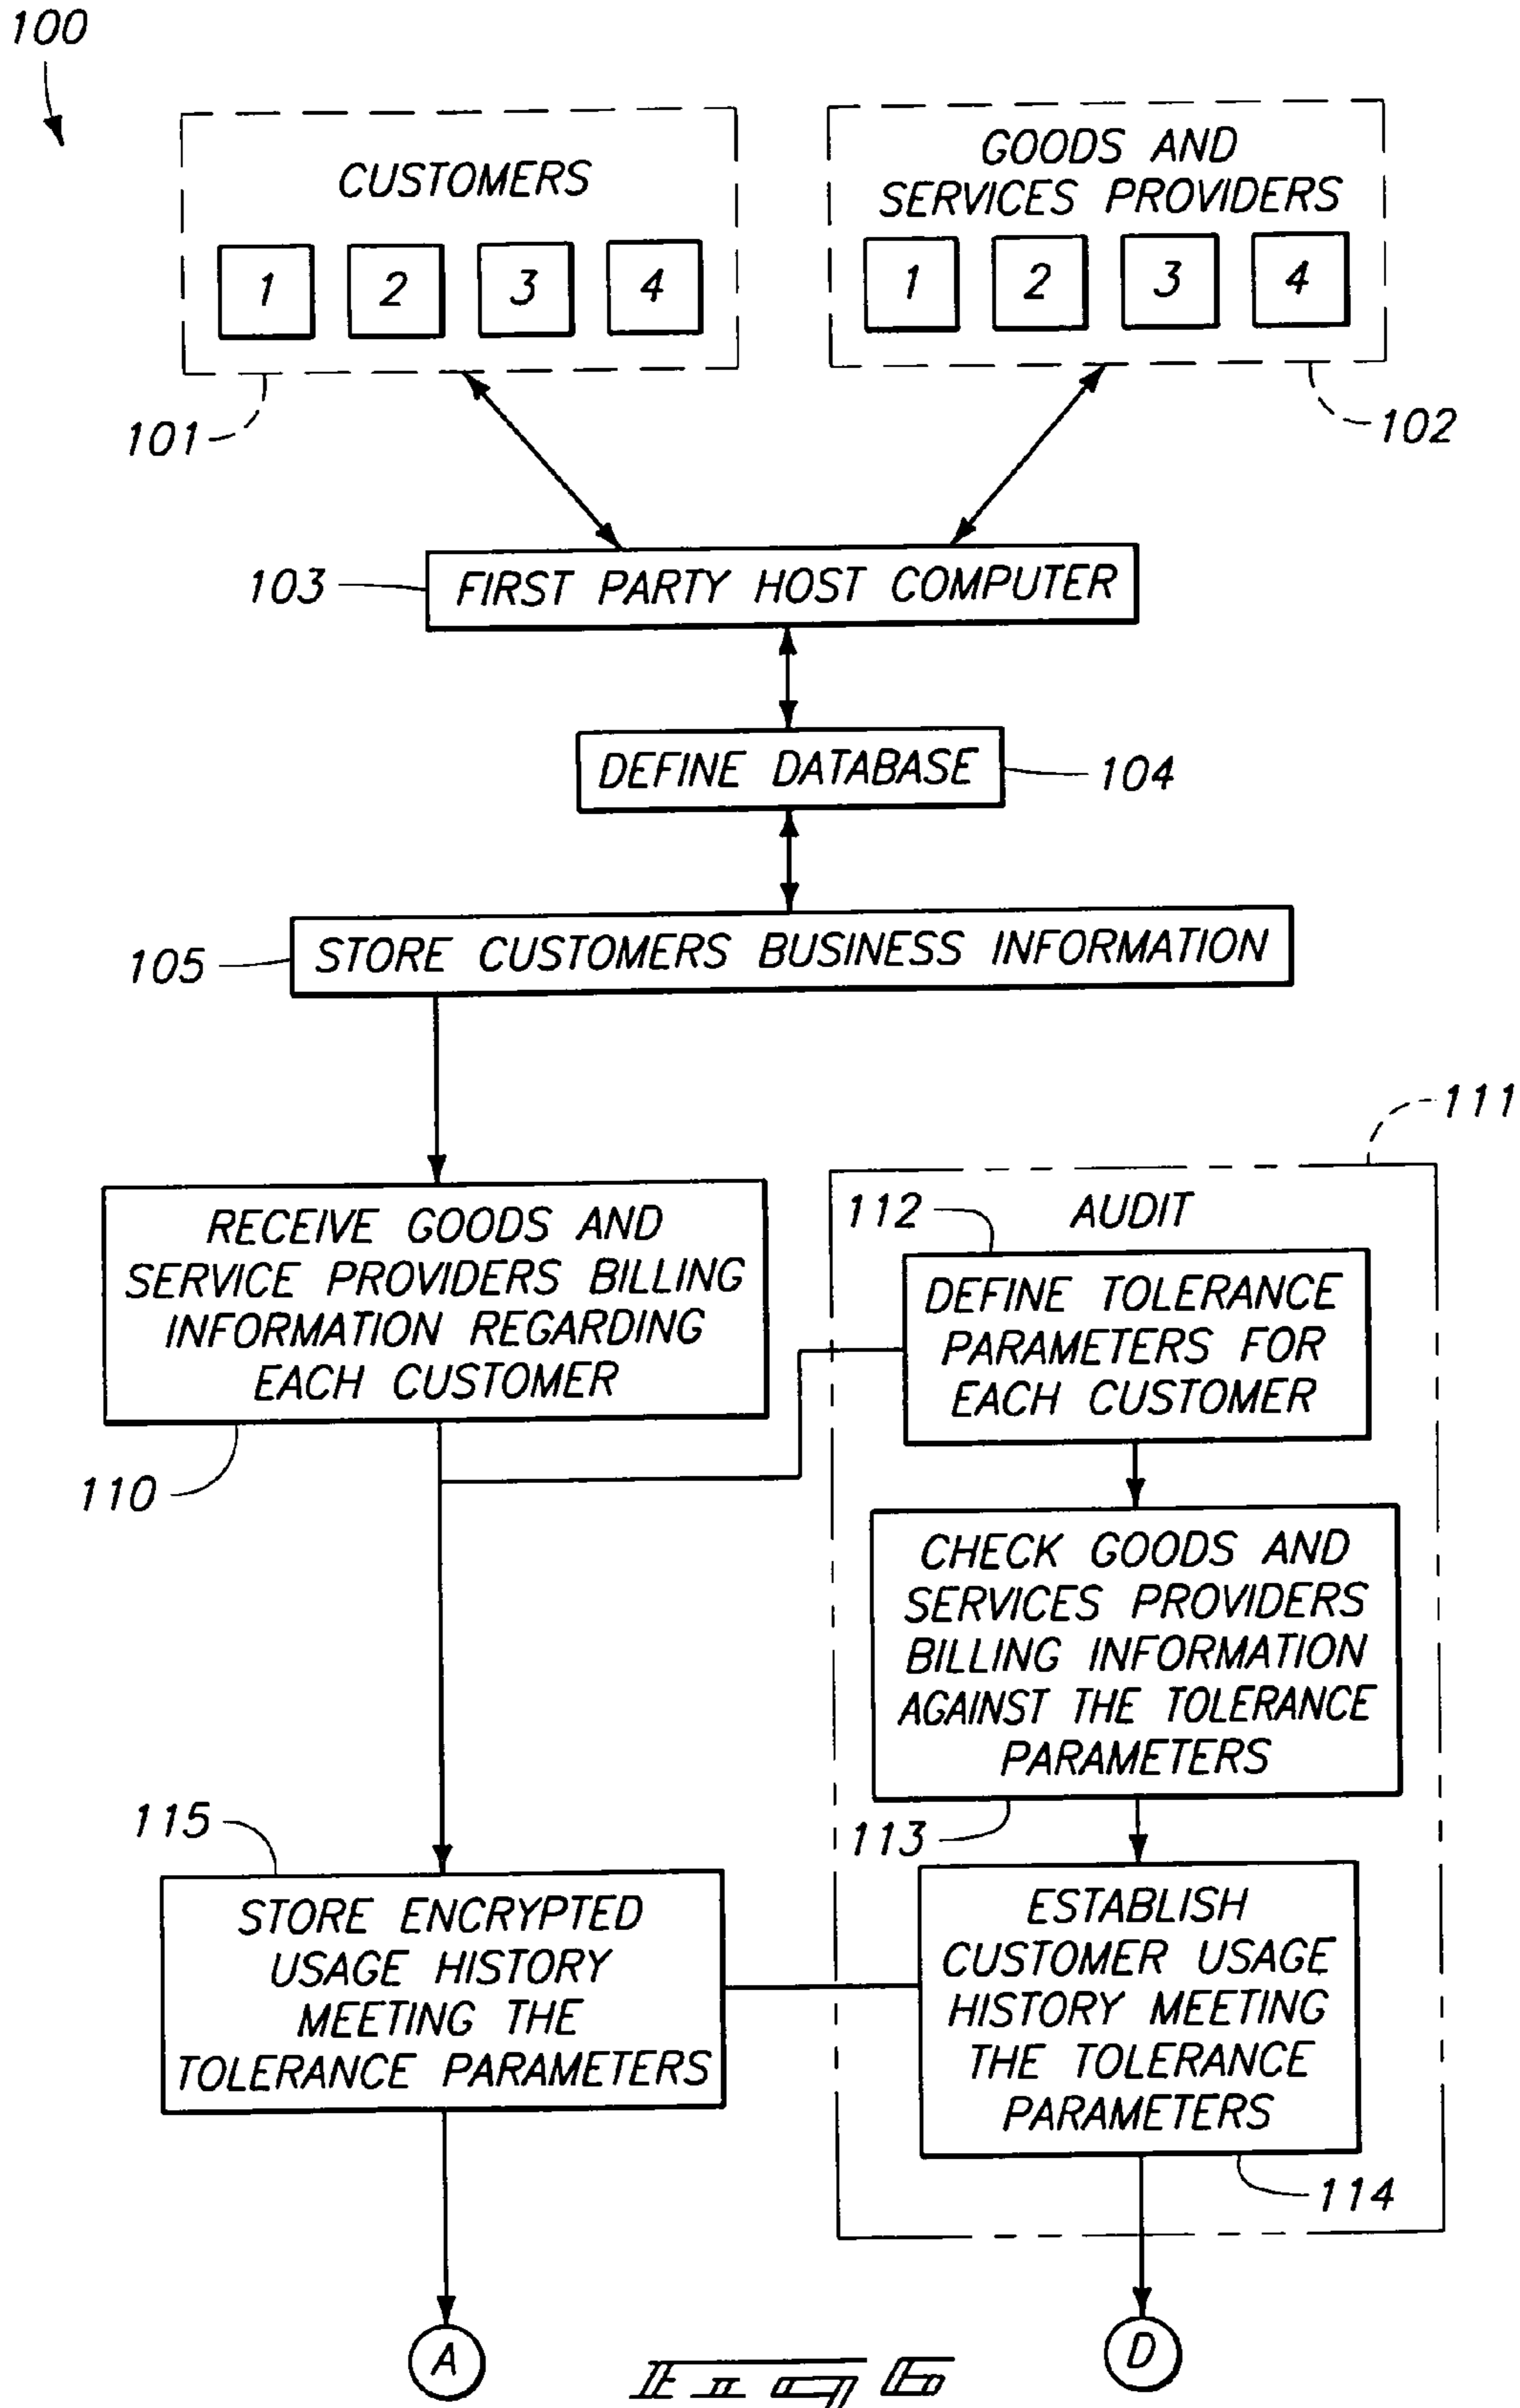 100
CUSTOMERS
1 2 3 4
101
GOODS AND
SERVICES PROVIDERS
1 2 3 4
102
103
FIRST PARTY HOST COMPUTER
DEFINE DATABASE
104
105
STORE CUSTOMERS BUSINESS INFORMATION
RECEIVE GOODS AND
SERVICE PROVIDERS BILLING
INFORMATION REGARDING
EACH CUSTOMER
110
111
AUDIT
112
DEFINE TOLERANCE
PARAMETERS FOR
EACH CUSTOMER
CHECK GOODS AND
SERVICES PROVIDERS
BILLING INFORMATION
AGAINST THE TOLERANCE
PARAMETERS
113
115
STORE ENCRYPTED
USAGE HISTORY
MEETING THE
TOLERANCE PARAMETERS
ESTABLISH
CUSTOMER USAGE
HISTORY MEETING
THE TOLERANCE
PARAMETERS
114
A
D
Fig 6